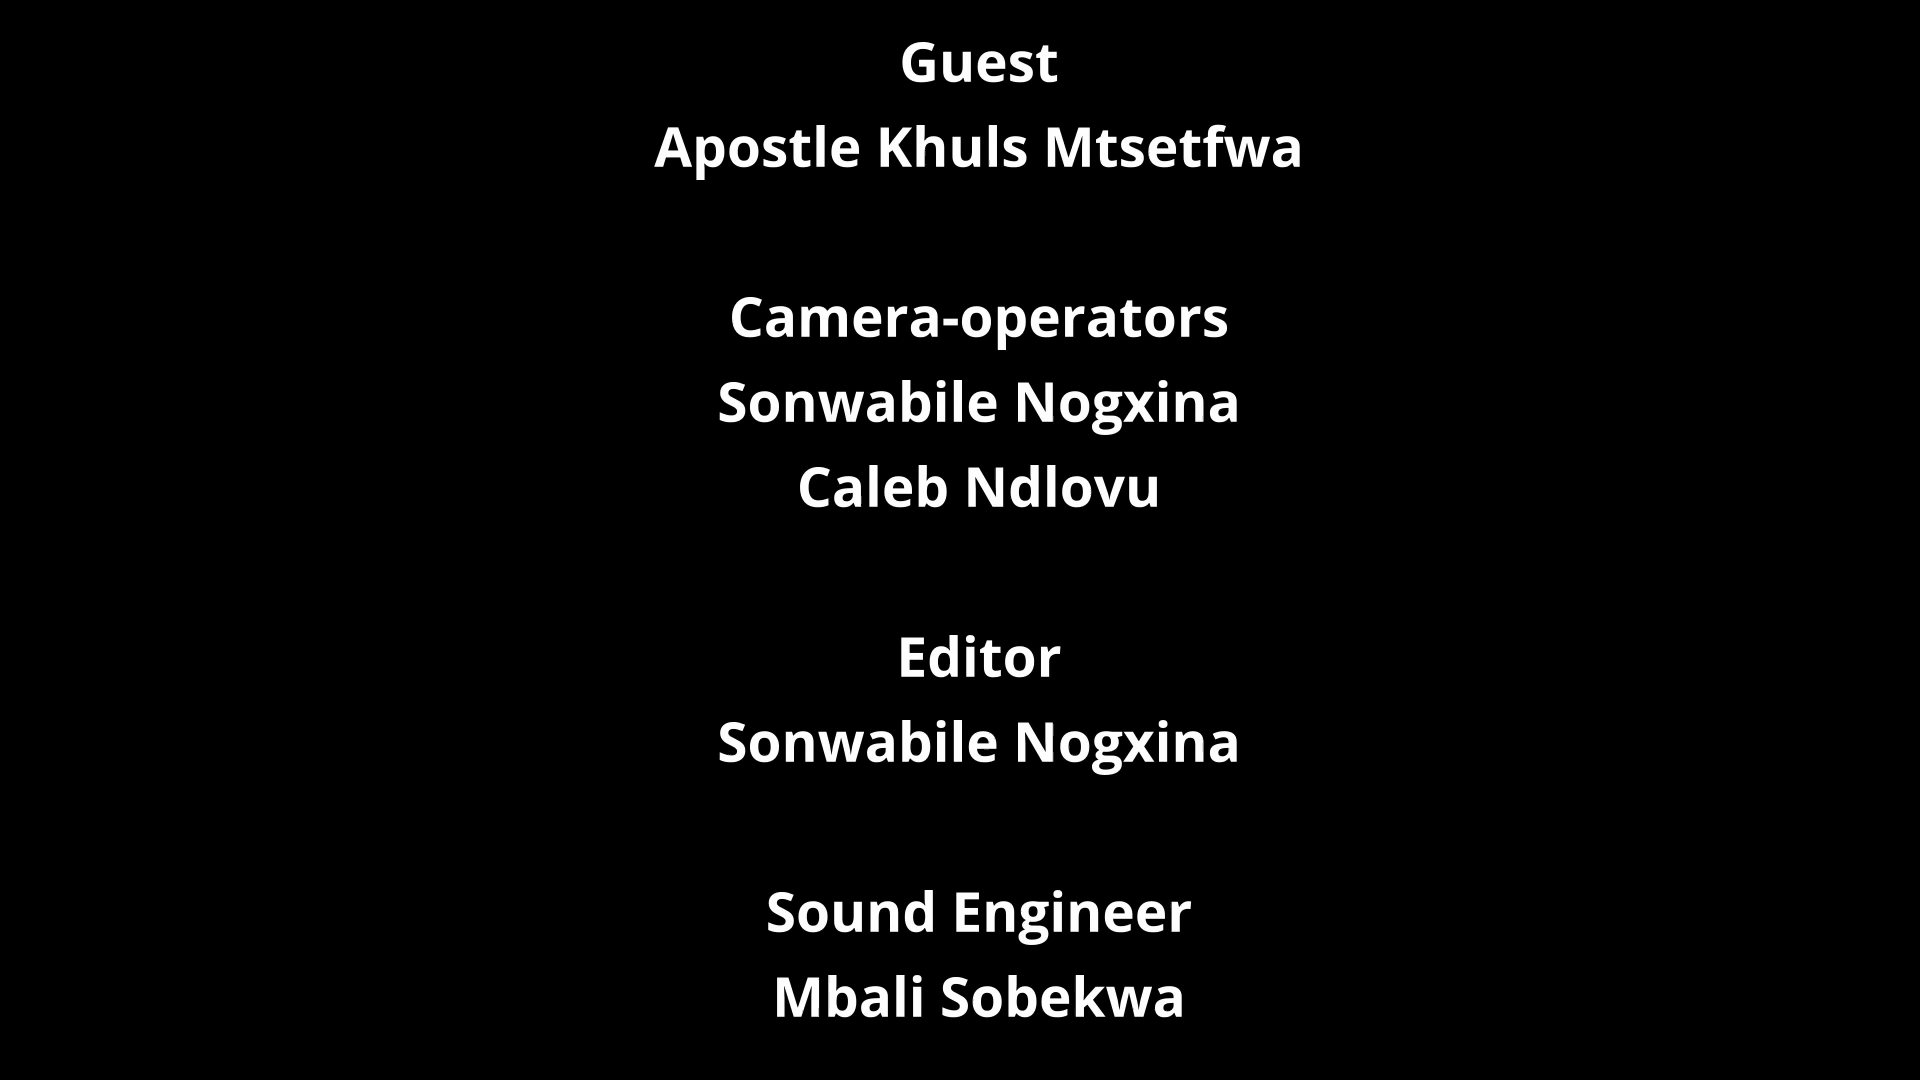 Guest
Apostle Khuls Mtsetfwa
Camera-operators
Sonwabile Nogxina
Caleb Ndlovu
Editor
Sonwabile Nogxina
Sound Engineer
Mbali Sobekwa